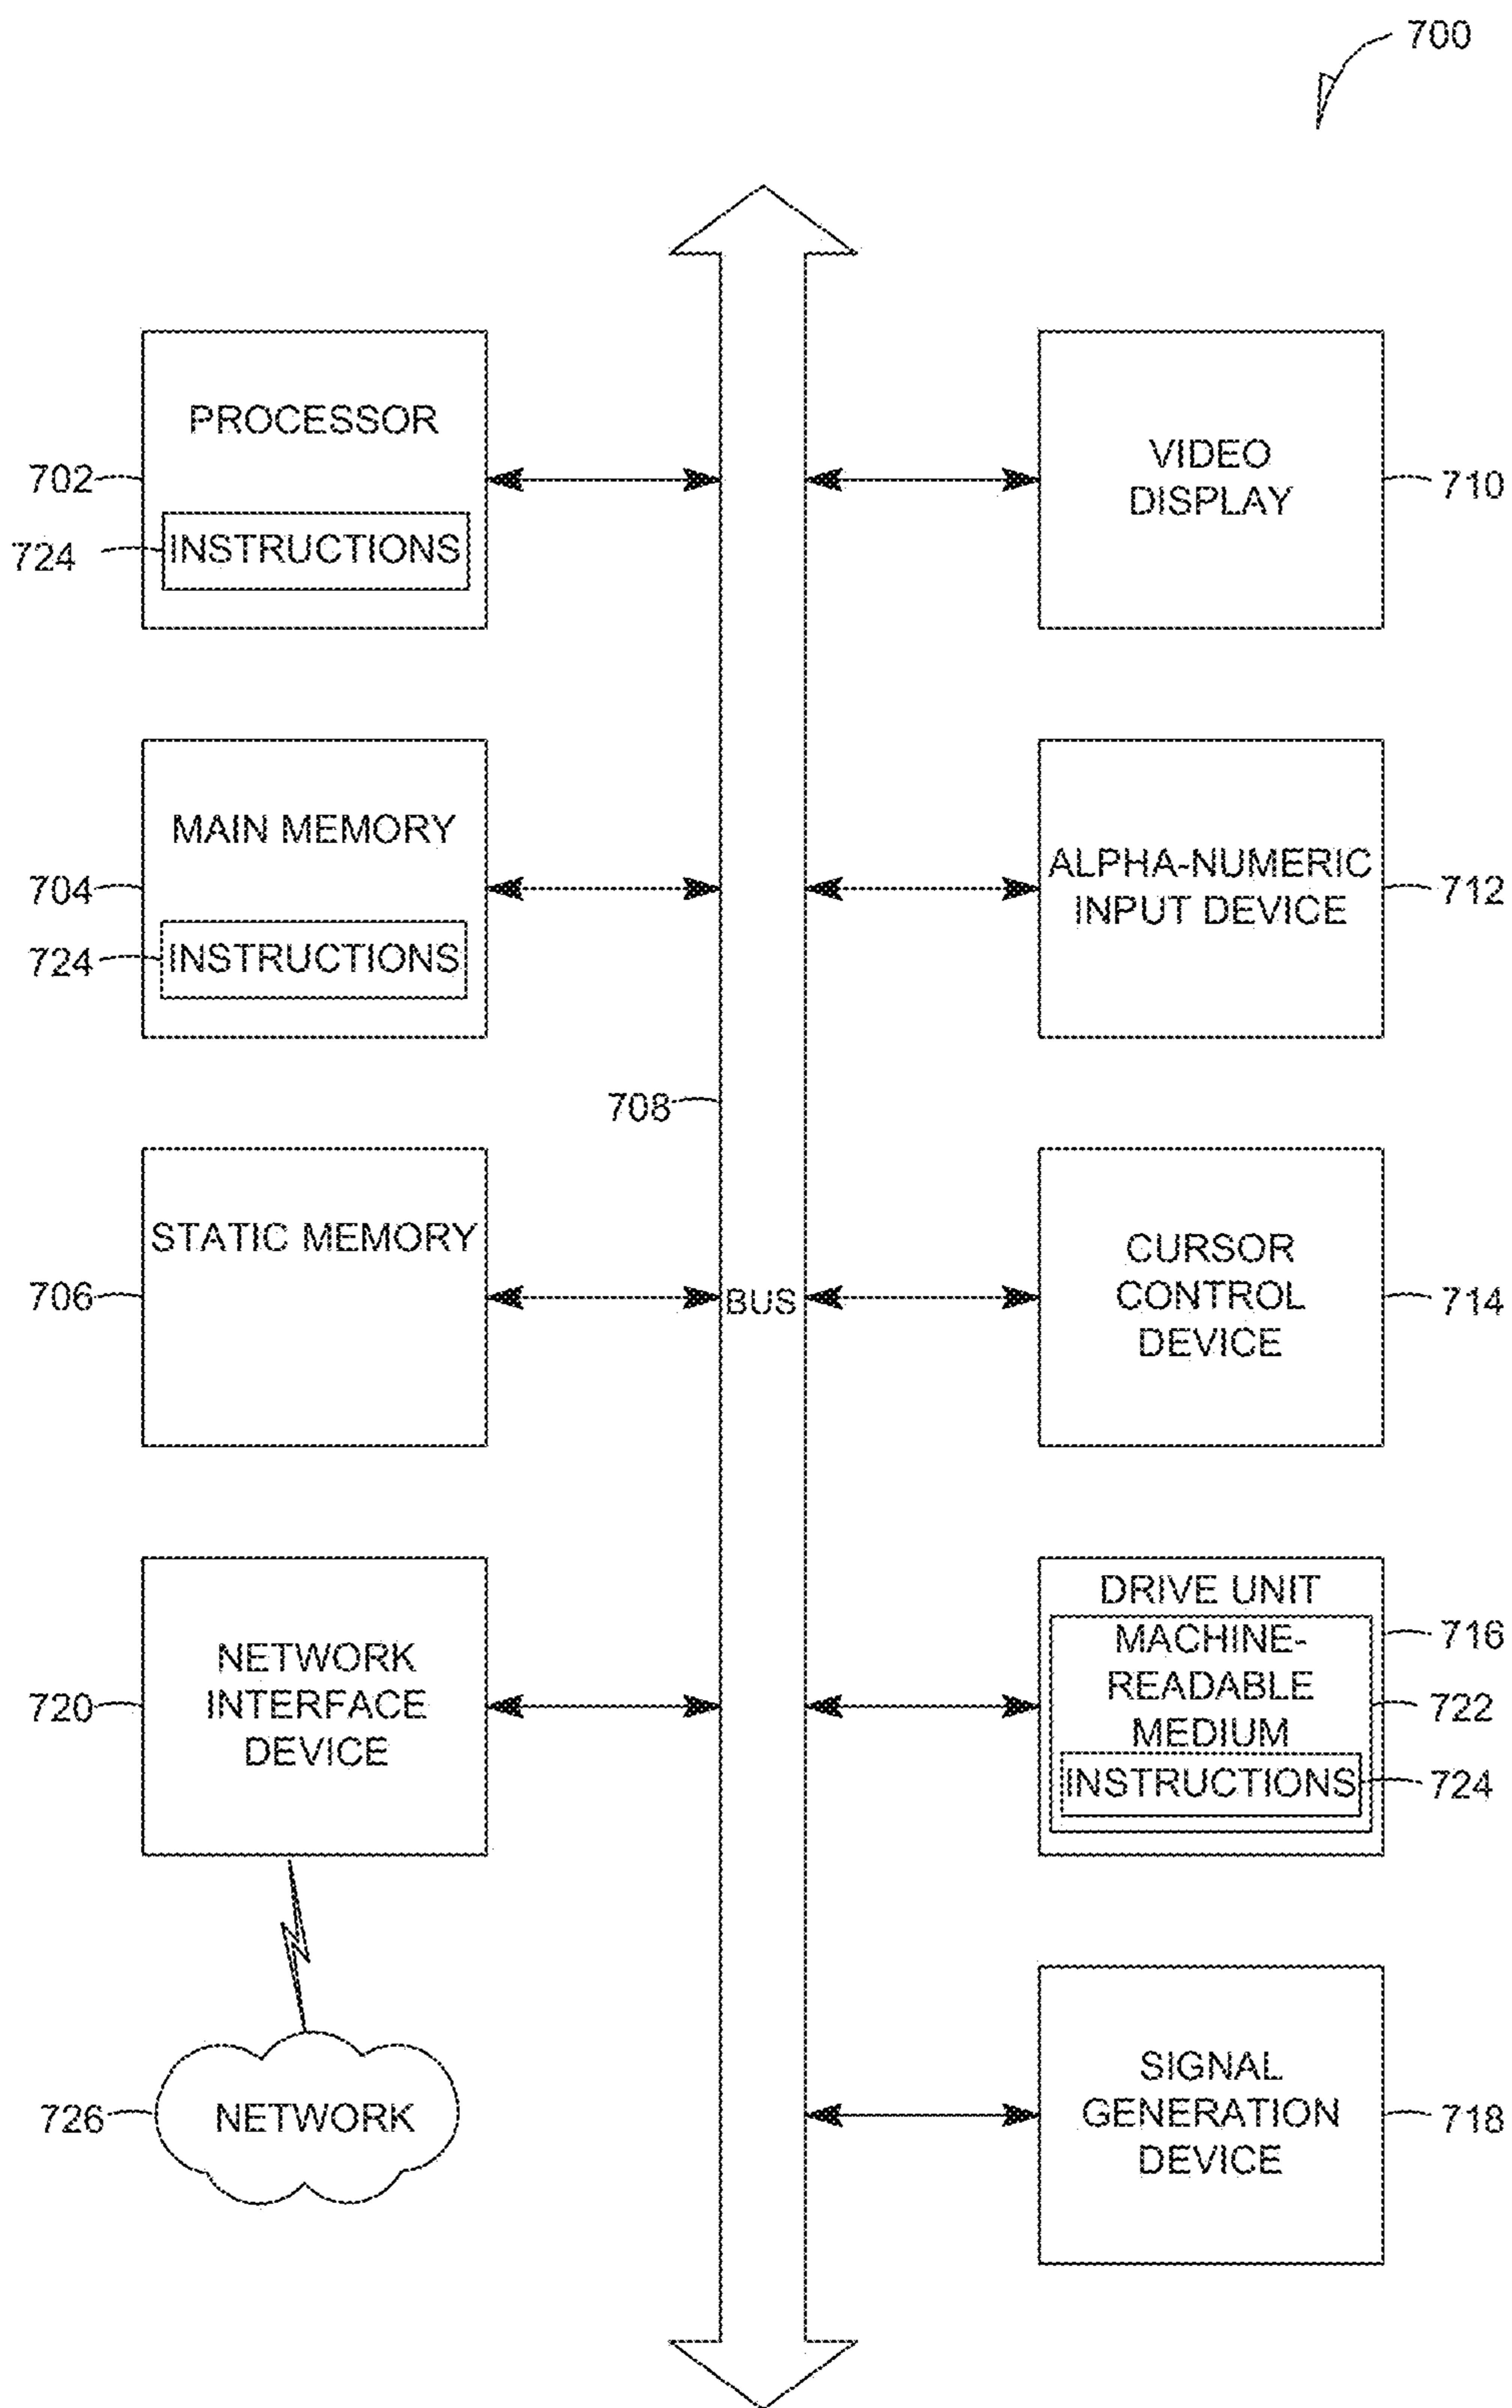 700
PROCESSOR
702
724
INSTRUCTIONS
VIDEO
DISPLAY
710
MAIN MEMORY
704
724
INSTRUCTIONS
ALPHA-NUMERIC
INPUT DEVICE
712
708
STATIC MEMORY
706
BUS
CURSOR
CONTROL
DEVICE
714
NETWORK
INTERFACE
DEVICE
720
DRIVE UNIT
716
MACHINE-
READABLE
MEDIUM
722
INSTRUCTIONS
724
726
NETWORK
SIGNAL
GENERATION
DEVICE
718